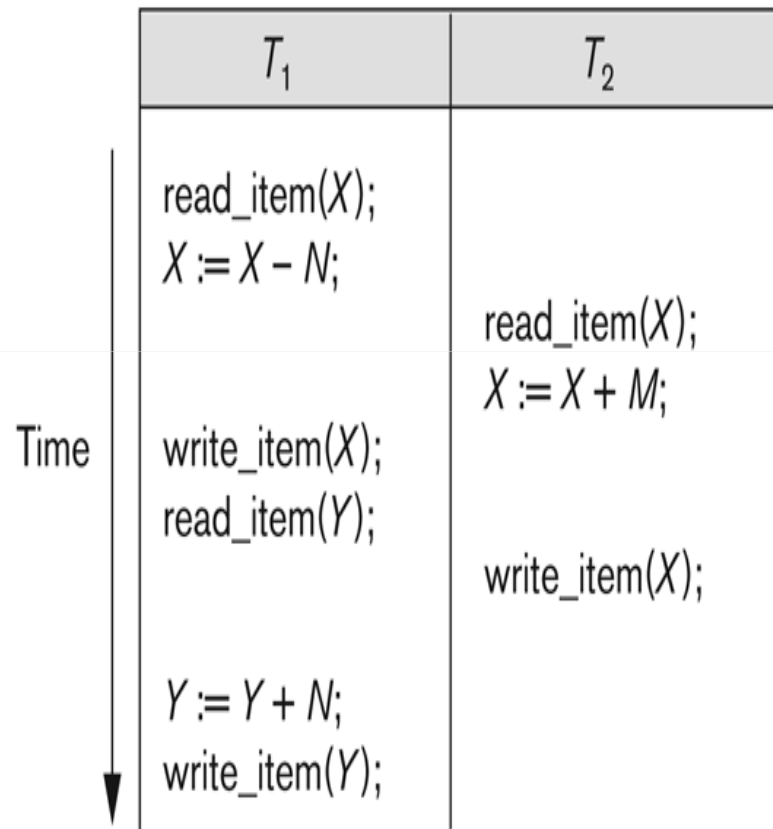 T1 T2
read_item(X);
X := X – N;
read_item(X);
X := X + M;
Time write_item(X);
read_item(Y);
write_item(X);
Y := Y + N;
write_item(Y);